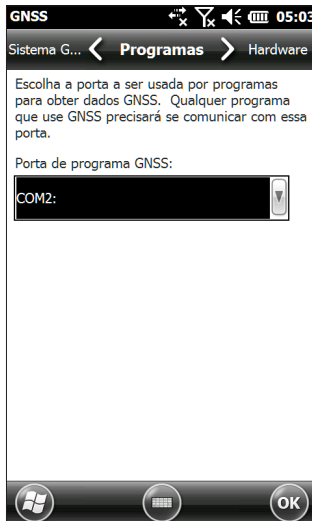 GNSS 05:03
Sistema G... Programas Hardware
Escolha a porta a ser usada por programas
para obter dados GNSS. Qualquer programa
que use GNSS precisará se comunicar com essa
porta.
Porta de programa GNSS:
COM2:
OK